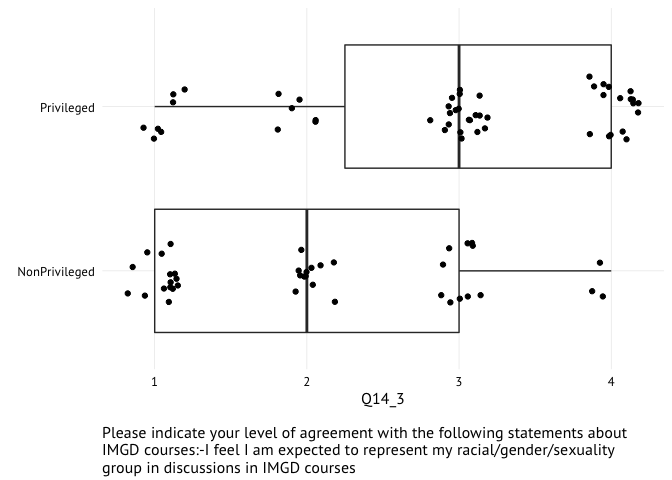 Privileged
NonPrivileged
1 2 3 4
Q14_3
Please indicate your level of agreement with the following statements about
IMGD courses:-I feel I am expected to represent my racial/gender/sexuality
group in discussions in IMGD courses